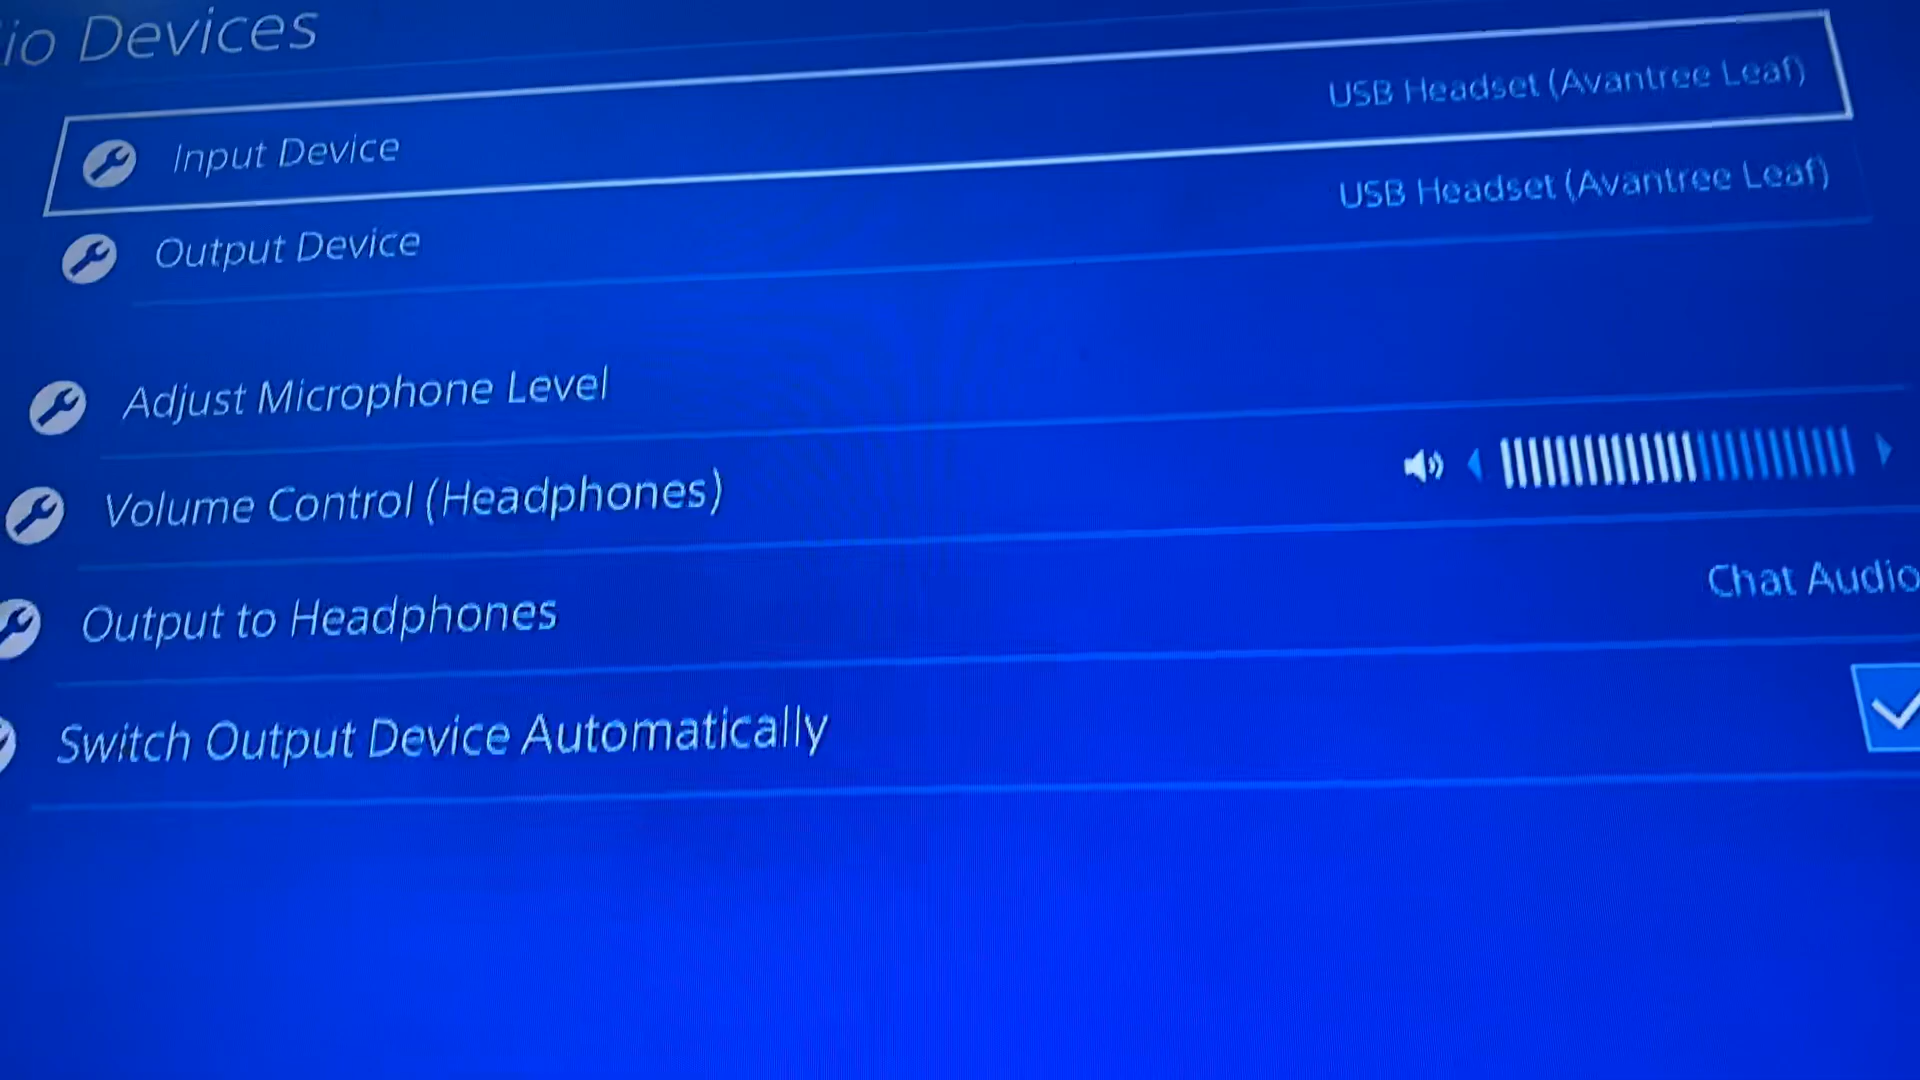 io Devices
Input Device USB Headset (Avantree Leaf)
Output Device USB Headset (Avantree Leaf)
Adjust Microphone Level
Volume Control (Headphones)
Output to Headphones Chat Audio
Switch Output Device Automatically